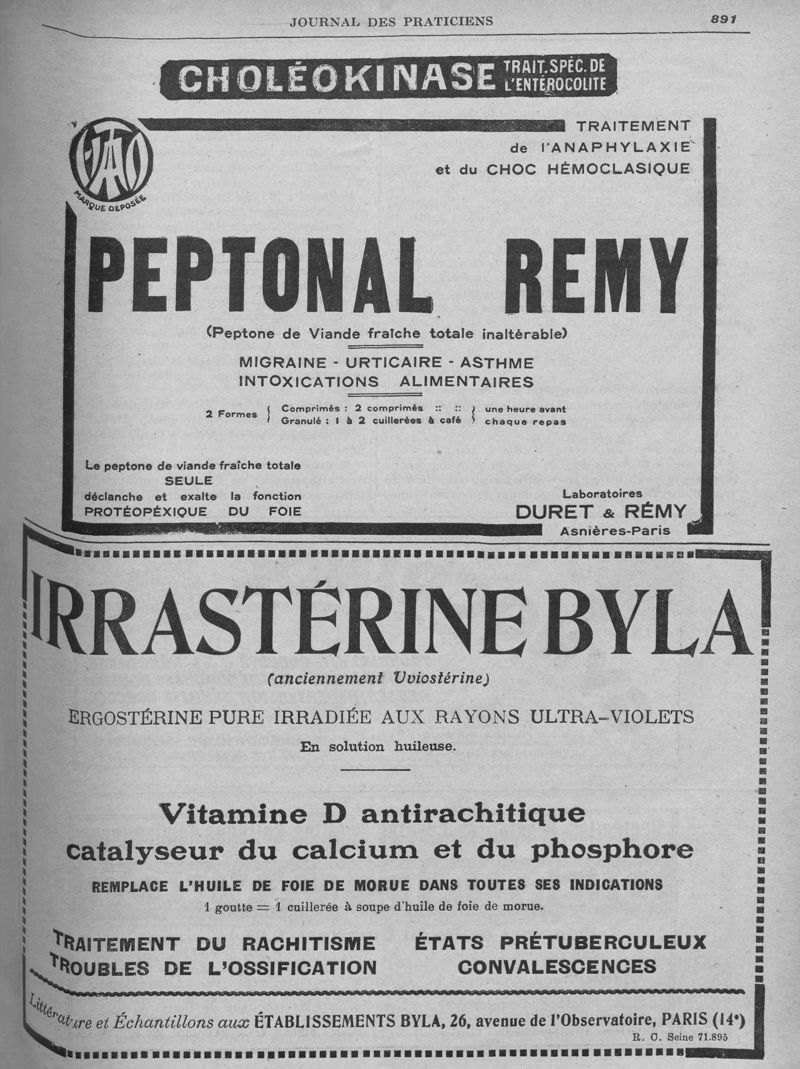 JOURNAL DES PRATICIENS 891
CHOLÉOKINASE TRAIT. SPÉC. DE
L'ENTÉROCOLITE
MARQUE DEPOSÉE
TRAITEMENT
de l'ANAPHYLAXIE
et du CHOC HÉMOCLASIQUE
PEPTONAL REMY
(Peptone de Viande fraîche totale inaltérable)
MIGRAINE - URTICAIRE - ASTHME
INTOXICATIONS ALIMENTAIRES
2 Formes { Comprimés : 2 comprimés :: :: } une heure avant
Granulé : 1 à 2 cuillerées à café chaque repas
Le peptone de viande fraîche totale
SEULE
déclanche et exalte la fonction
PROTÉOPÉXIQUE DU FOIE
Laboratoires
DURET & RÉMY
Asnières-Paris
IRRASTÉRINE BYLA
(anciennement Uviostérine)
ERGOSTÉRINE PURE IRRADIÉE AUX RAYONS ULTRA-VIOLETS
En solution huileuse.
Vitamine D antirachitique
catalyseur du calcium et du phosphore
REMPLACE L'HUILE DE FOIE DE MORUE DANS TOUTES SES INDICATIONS
1 goutte = 1 cuillerée à soupe d'huile de foie de morue.
TRAITEMENT DU RACHITISME ÉTATS PRÉTUBERCULEUX
TROUBLES DE L'OSSIFICATION CONVALESCENCES
Littérature et Échantillons aux ÉTABLISSEMENTS BYLA, 26, avenue de l'Observatoire, PARIS (14e)
R. C. Seine 71.895